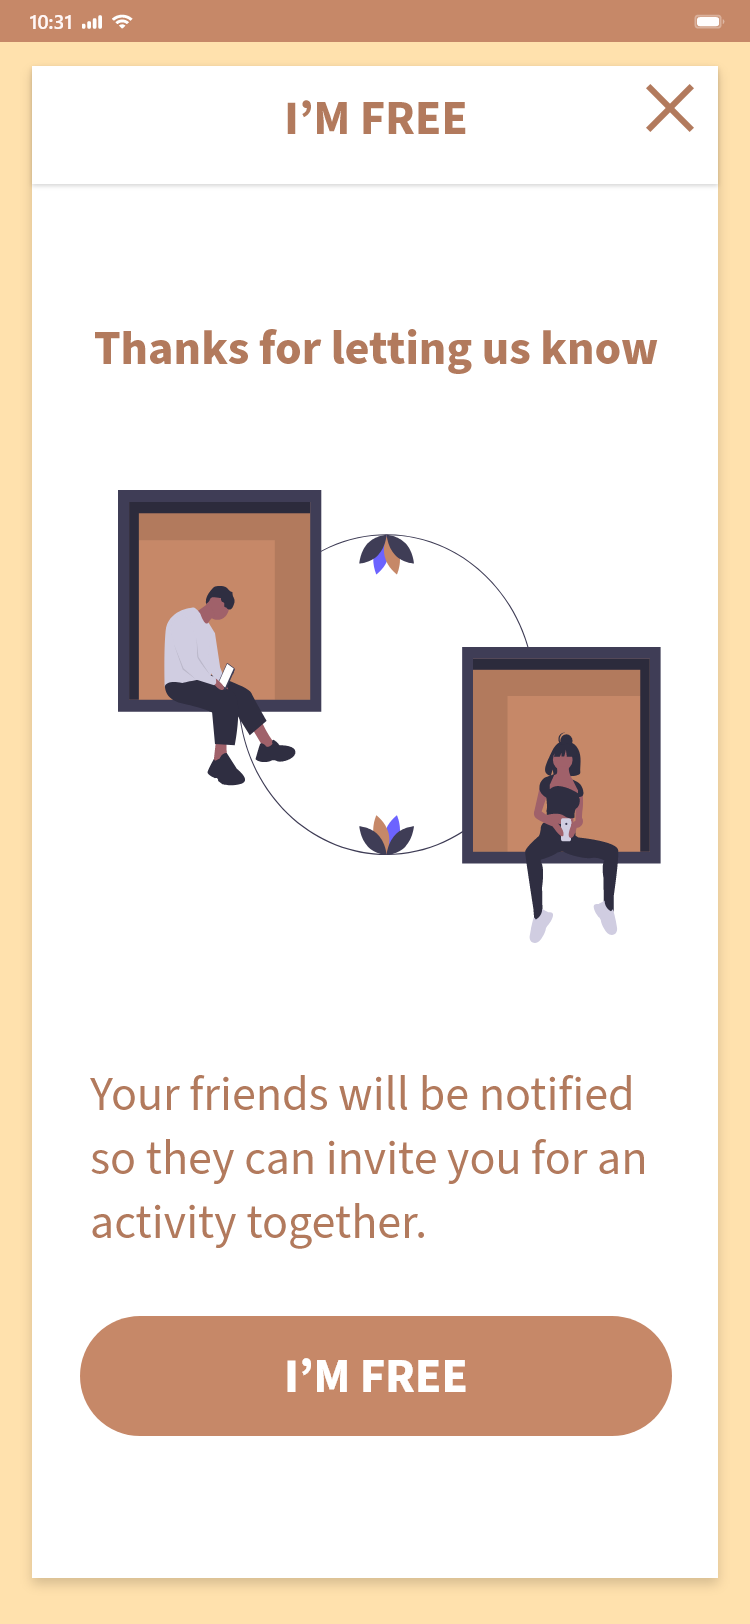 10:31
I’M FREE
Thanks for letting us know
Your friends will be notified
so they can invite you for an
activity together.
I’M FREE